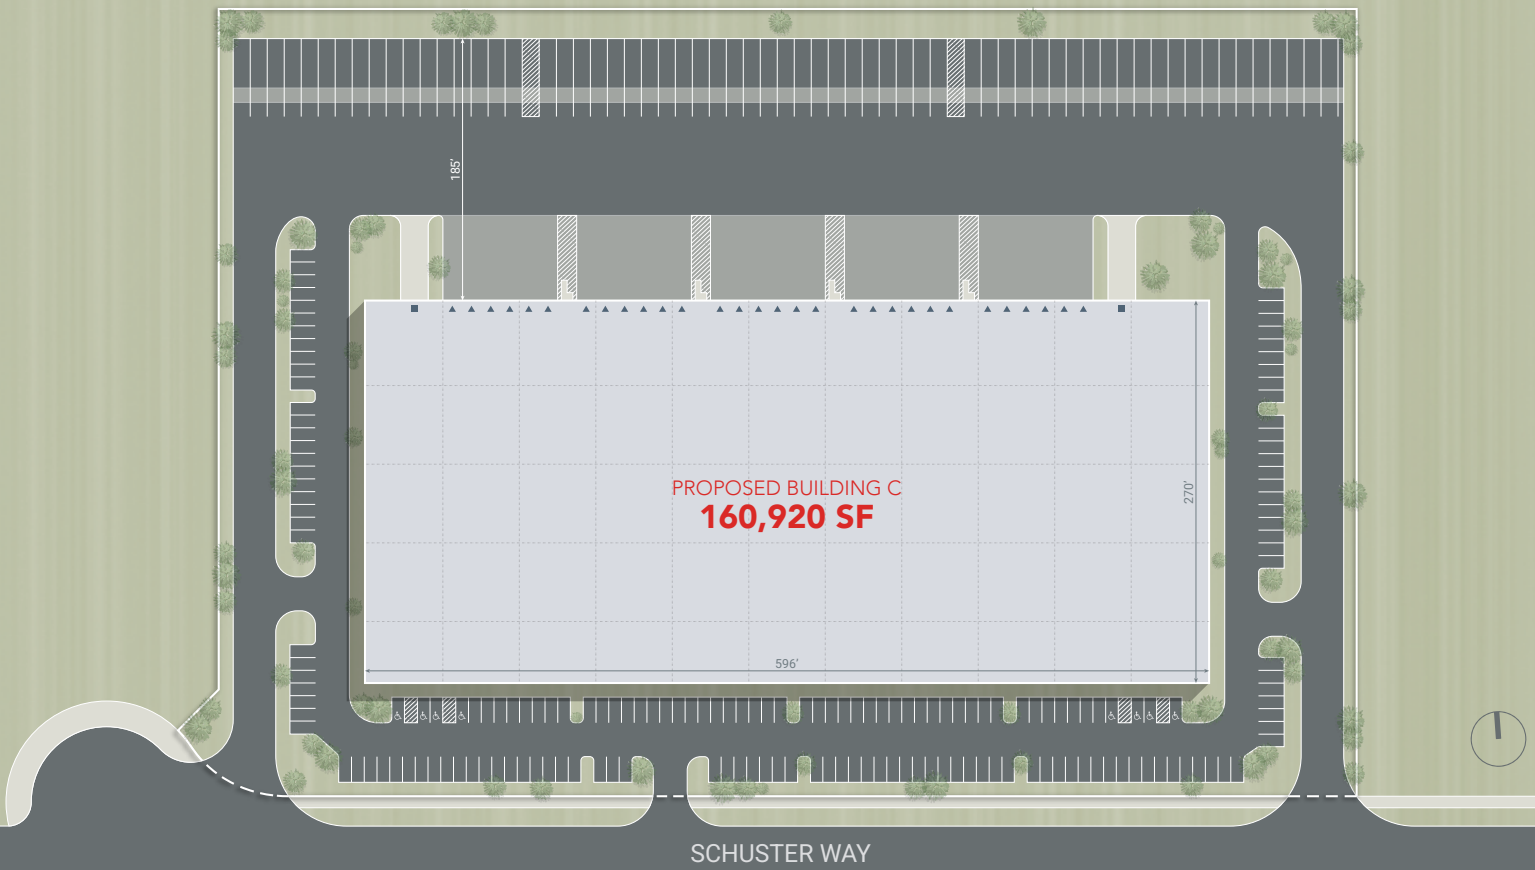 185'
PROPOSED BUILDING C
160,920 SF
270'
596'
SCHUSTER WAY